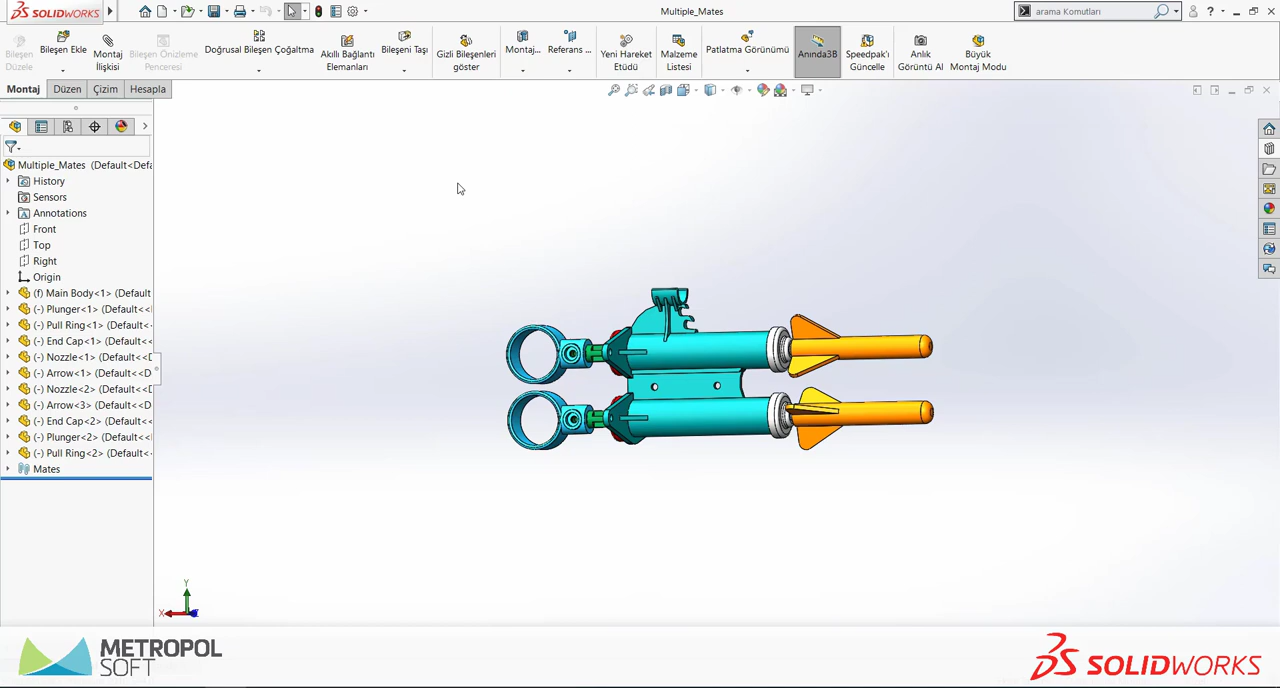 SOLIDWORKS
Multiple_Mates
arama Komutları
?
Bileşen
Düzele
Bileşen Ekle
Montaj
İlişkisi
Bileşen Önizleme
Penceresi
Doğrusal Bileşen Çoğaltma
Akıllı Bağlantı
Elemanları
Bileşeni Taşı
Gizli Bileşenleri
göster
Montaj...
Referans ...
Yeni Hareket
Etüdü
Malzeme
Listesi
Patlatma Görünümü
Anında3B
Speedpak'ı
Güncelle
Anlık
Görüntü Al
Büyük
Montaj Modu
Montaj
Düzen
Çizim
Hesapla
Multiple_Mates (Default<Defa
History
Sensors
Annotations
Front
Top
Right
Origin
(f) Main Body<1> (Default
(-) Plunger<1> (Default<<
(-) Pull Ring<1> (Default<
(-) End Cap<1> (Default<
(-) Nozzle<1> (Default<<D
(-) Arrow<1> (Default<<D
(-) Nozzle<2> (Default<<D
(-) Arrow<3> (Default<<D
(-) End Cap<2> (Default<
(-) Plunger<2> (Default<<
(-) Pull Ring<2> (Default<
Mates
Y
X
METROPOL
SOFT
SOLIDWORKS